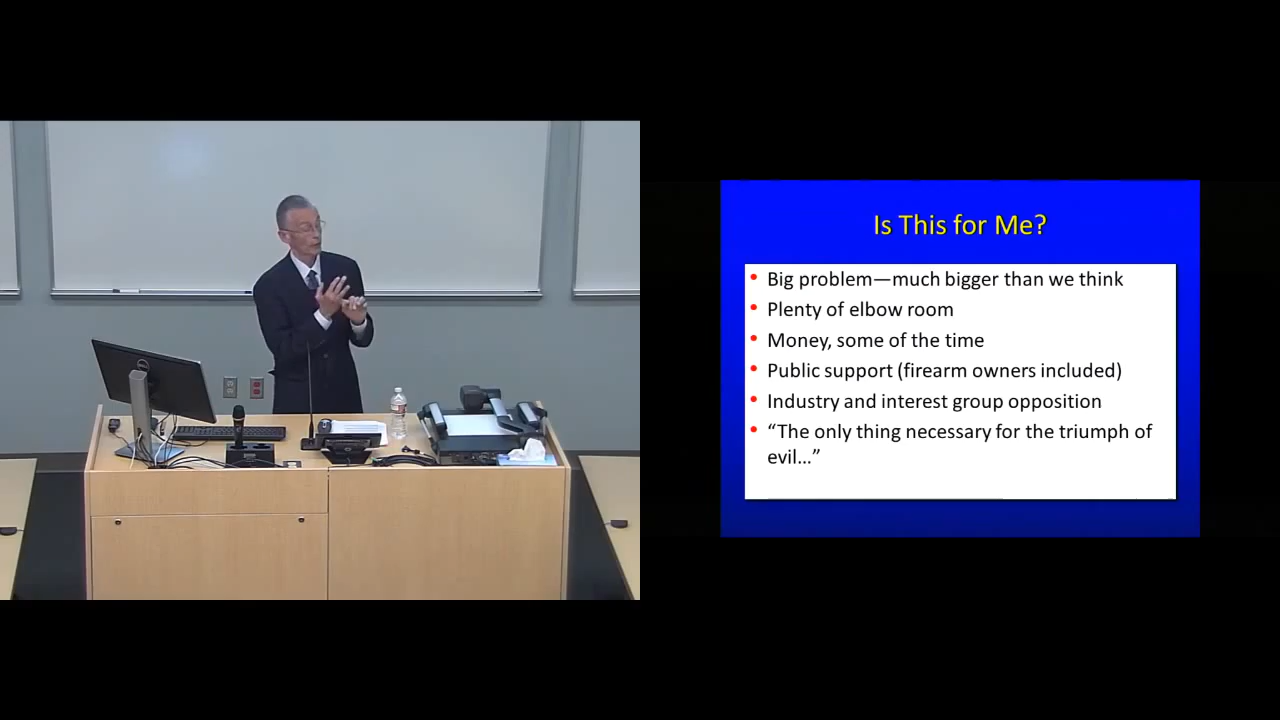 Is This for Me?
• Big problem—much bigger than we think
• Plenty of elbow room
• Money, some of the time
• Public support (firearm owners included)
• Industry and interest group opposition
• “The only thing necessary for the triumph of
evil…”